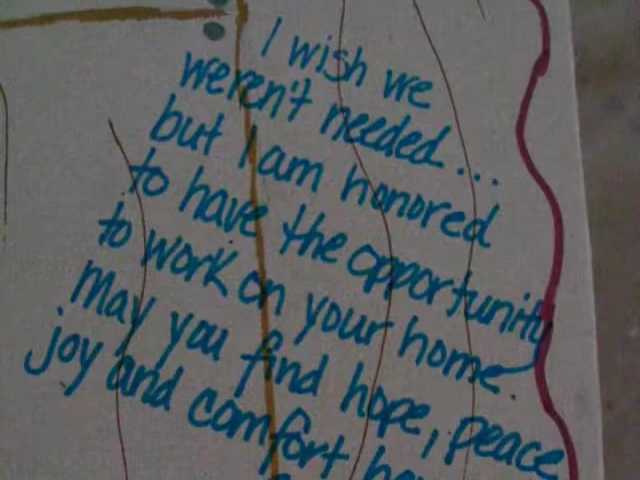 I wish we
weren't needed...
but I am honored
to have the opportunity
to work on your home.
May you find hope, peace
joy and comfort